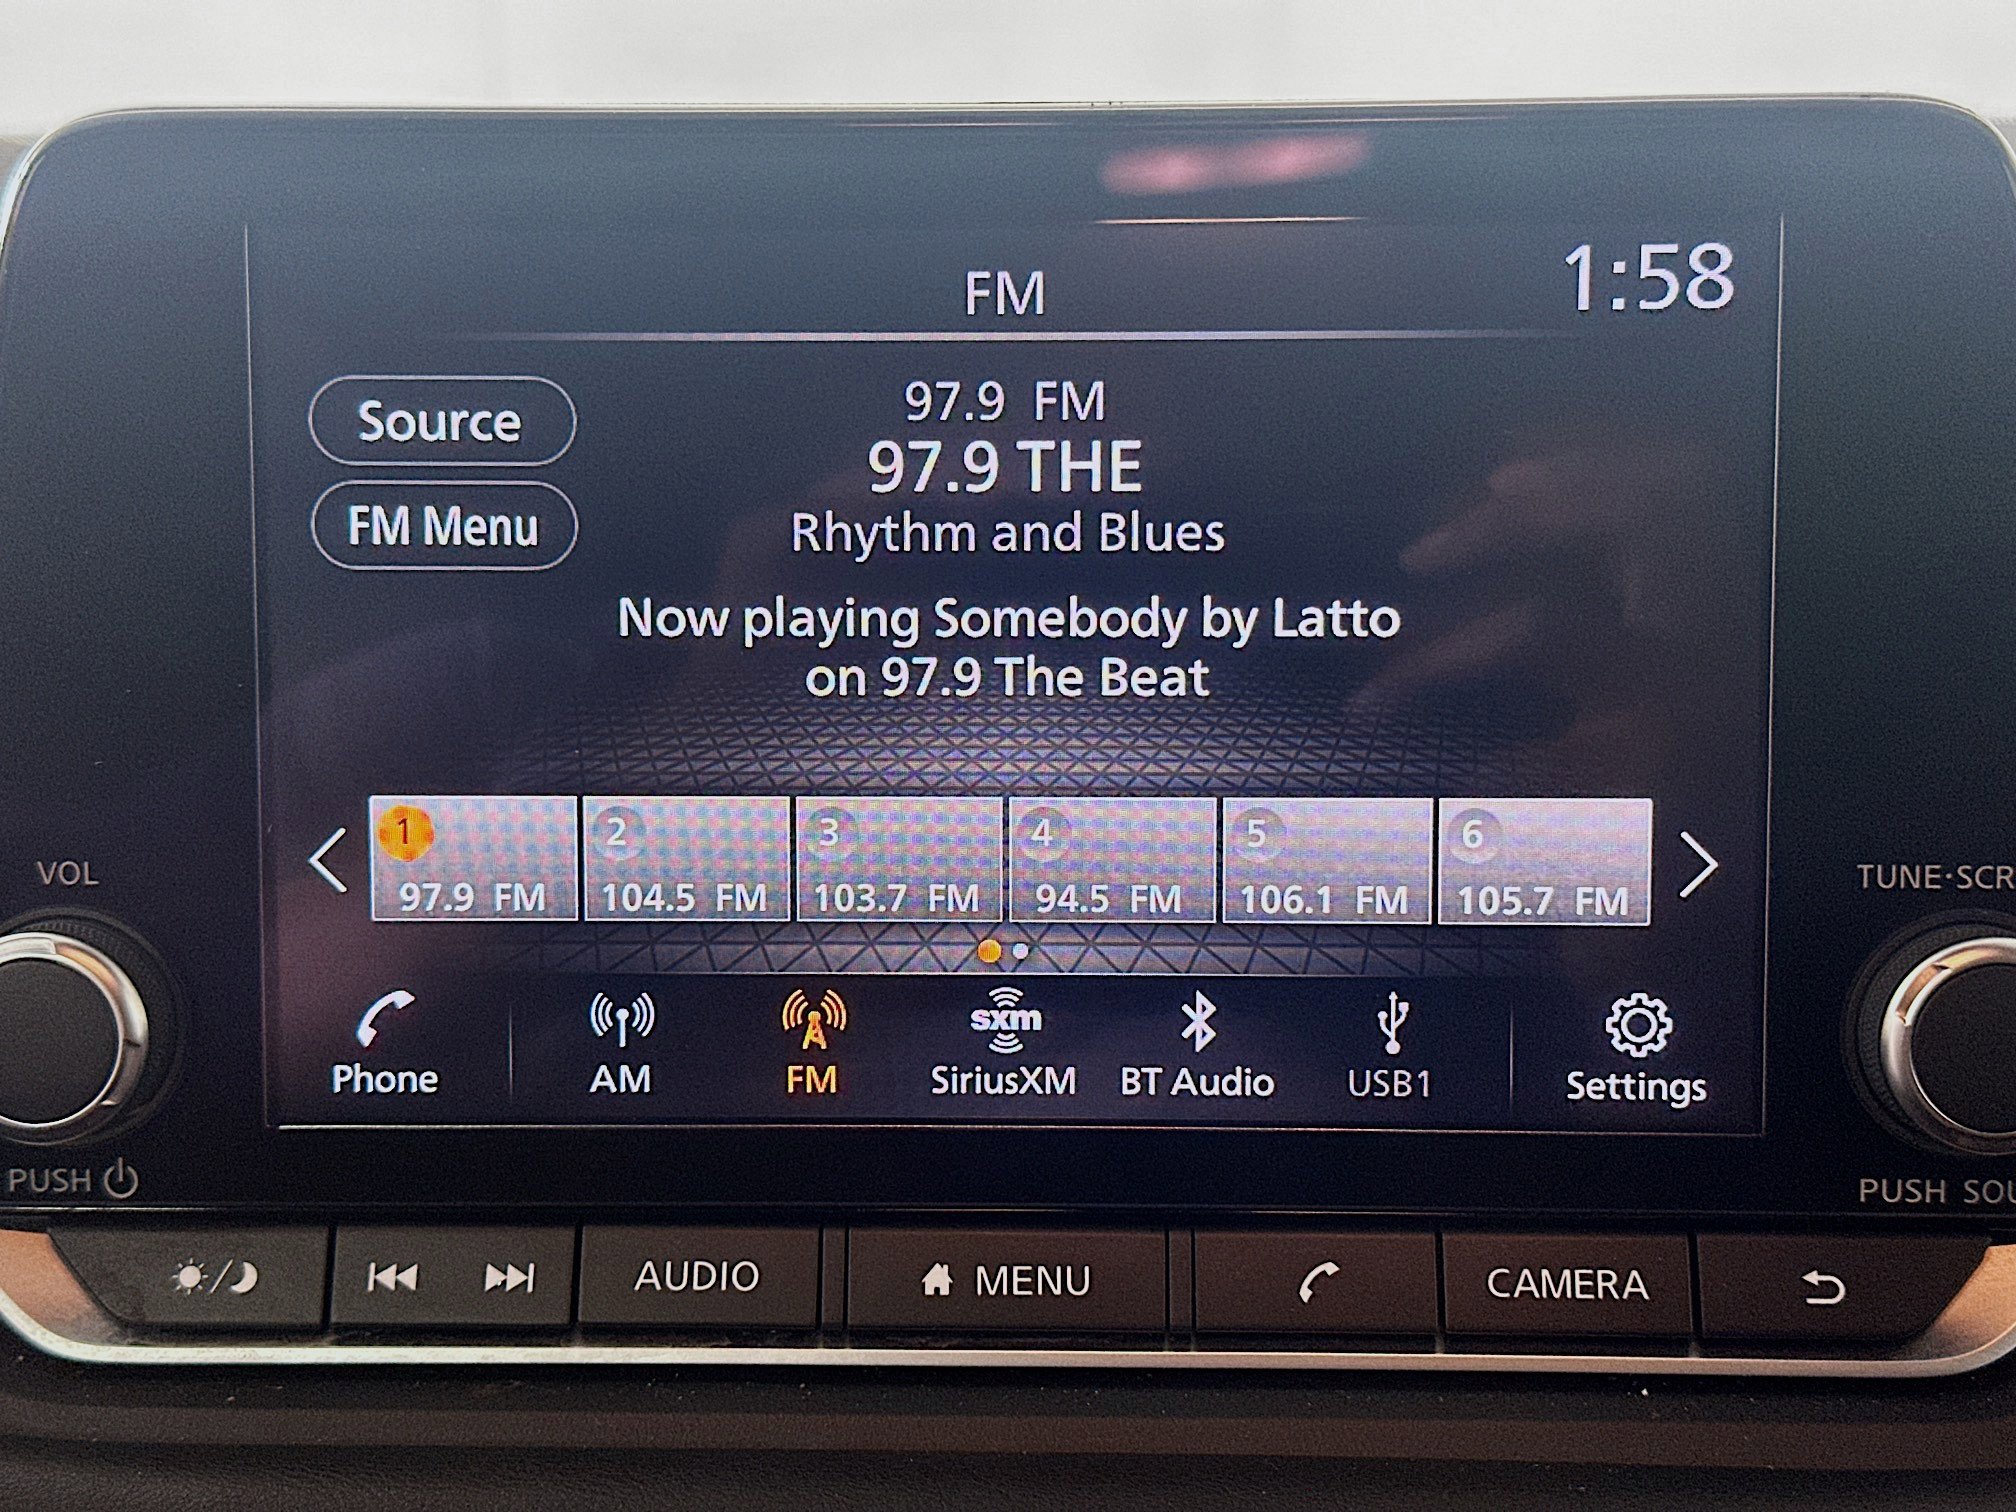 FM
1:58
Source
FM Menu
97.9 FM
97.9 THE
Rhythm and Blues
Now playing Somebody by Latto
on 97.9 The Beat
1
97.9 FM
2
104.5 FM
3
103.7 FM
4
94.5 FM
5
106.1 FM
6
105.7 FM
VOL
TUNE·SCR
Phone
AM
FM
sxm
SiriusXM
BT Audio
USB1
Settings
PUSH
PUSH SOU
AUDIO
MENU
CAMERA